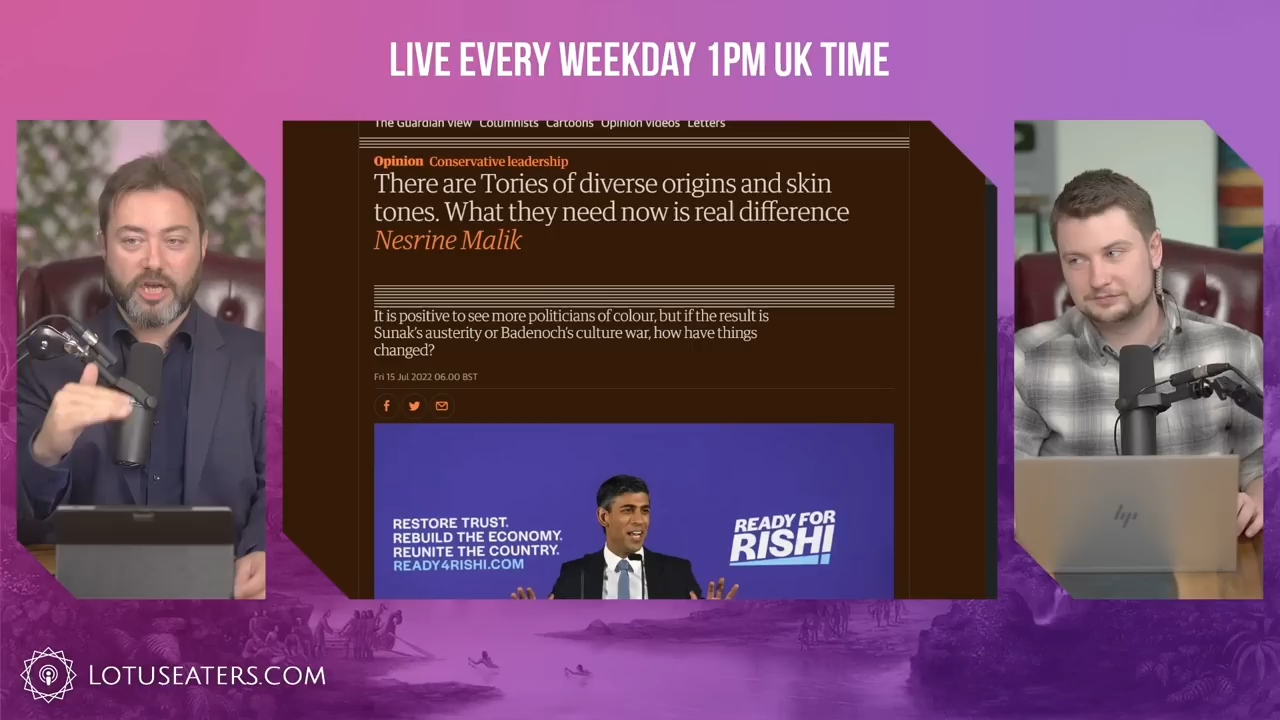 LIVE EVERY WEEKDAY 1PM UK TIME
The Guardian view Columnists Cartoons Opinion videos Letters
Opinion Conservative leadership
There are Tories of diverse origins and skin
tones. What they need now is real difference
Nesrine Malik
It is positive to see more politicians of colour, but if the result is
Sunak's austerity or Badenoch's culture war, how have things
changed?
Fri 15 Jul 2022 06.00 BST
RESTORE TRUST.
REBUILD THE ECONOMY.
REUNITE THE COUNTRY.
READY4RISHI.COM
READY FOR
RISHI
hp
LOTUSEATERS.COM